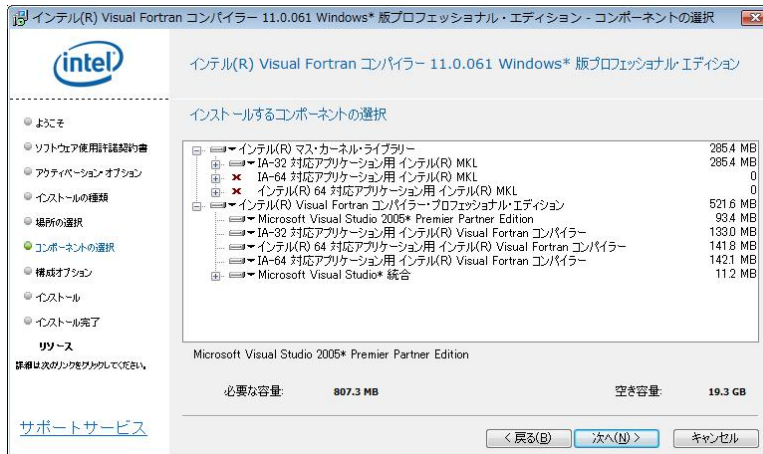 インテル(R) Visual Fortran コンパイラー 11.0.061 Windows* 版プロフェッショナル・エディション - コンポーネントの選択
intel
インテル(R) Visual Fortran コンパイラー 11.0.061 Windows* 版プロフェッショナル・エディション
ようこそ
ソフトウェア使用許諾契約書
アクティベーション オプション
インストールの種類
場所の選択
コンポーネントの選択
構成オプション
インストール
インストール完了
リソース
詳細は次のリンクをクリックしてください。
サポートサービス
インストールするコンポーネントの選択
インテル(R) マス・カーネル・ライブラリー 285.4 MB
IA-32 対応アプリケーション用 インテル(R) MKL 285.4 MB
IA-64 対応アプリケーション用 インテル(R) MKL 0
インテル(R) 64 対応アプリケーション用 インテル(R) MKL 0
インテル(R) Visual Fortran コンパイラー・プロフェッショナル・エディション 521.6 MB
Microsoft Visual Studio 2005* Premier Partner Edition 93.4 MB
IA-32 対応アプリケーション用 インテル(R) Visual Fortran コンパイラー 133.0 MB
インテル(R) 64 対応アプリケーション用 インテル(R) Visual Fortran コンパイラー 141.8 MB
IA-64 対応アプリケーション用 インテル(R) Visual Fortran コンパイラー 142.1 MB
Microsoft Visual Studio* 統合 11.2 MB
Microsoft Visual Studio 2005* Premier Partner Edition
必要な容量: 807.3 MB 空き容量: 19.3 GB
< 戻る(B) 次へ(N) > キャンセル